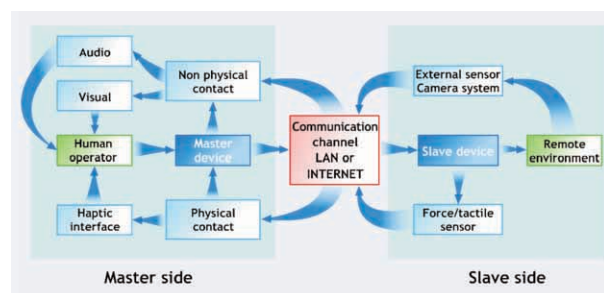 Audio
Non physical
contact
Visual
Human
operator
Master
device
Haptic
interface
Physical
contact
Communication
channel
LAN or
INTERNET
External sensor
Camera system
Slave device
Remote
environment
Force/tactile
sensor
Master side
Slave side